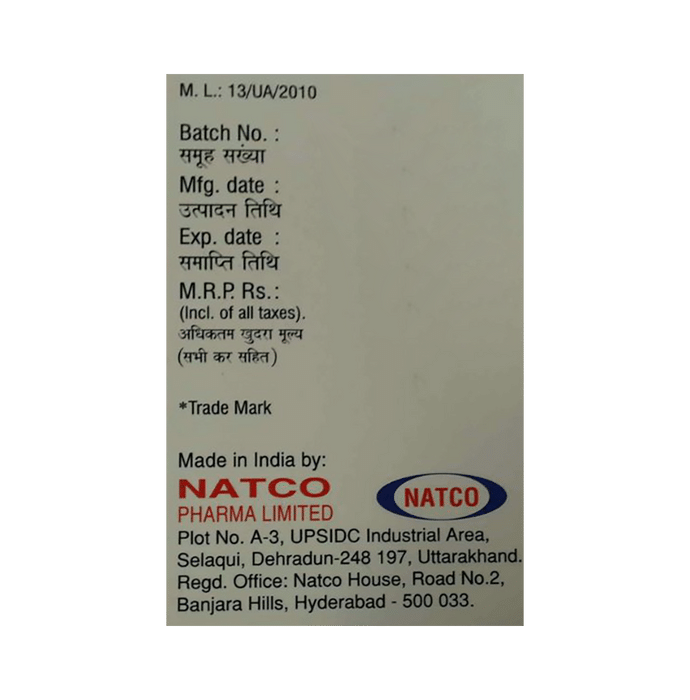 M. L.: 13/UA/2010
Batch No. :
समूह सख्या
Mfg. date :
उत्पादन तिथि
Exp. date :
समाप्ति तिथि
M.R.P. Rs.:
(Incl. of all taxes).
अधिकतम खुदरा मूल्य
(सभी कर सहित)
*Trade Mark
Made in India by:
NATCO
PHARMA LIMITED
NATCO
Plot No. A-3, UPSIDC Industrial Area,
Selaqui, Dehradun-248 197, Uttarakhand.
Regd. Office: Natco House, Road No.2,
Banjara Hills, Hyderabad - 500 033.